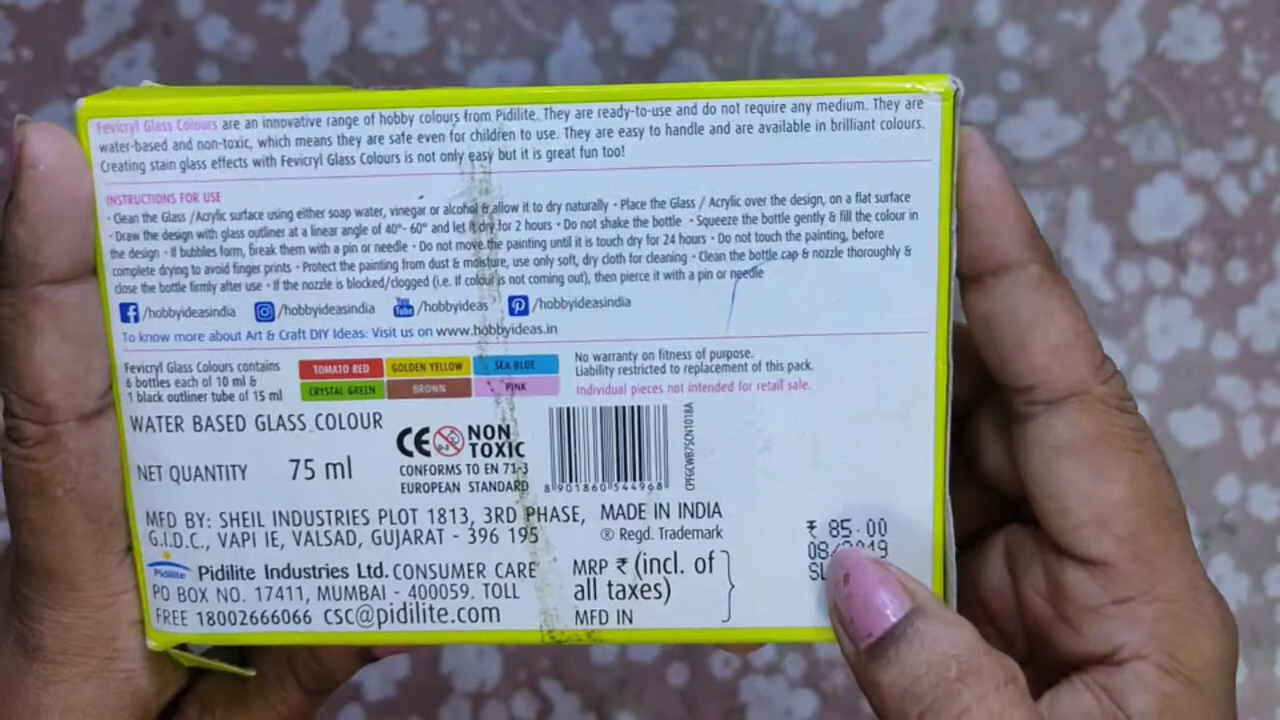 Fevicryl Glass Colours are an innovative range of hobby colours from Pidilite. They are ready-to-use and do not require any medium. They are
water-based and non-toxic, which means they are safe even for children to use. They are easy to handle and are available in brilliant colours.
Creating stain glass effects with Fevicryl Glass Colours is not only easy but it is great fun too!
INSTRUCTIONS FOR USE
• Clean the Glass /Acrylic surface using either soap water, vinegar or alcohol & allow it to dry naturally • Place the Glass / Acrylic over the design, on a flat surface
• Draw the design with glass outliner at a linear angle of 40°- 60° and let it dry for 2 hours • Do not shake the bottle • Squeeze the bottle gently & fill the colour in
the design • If bubbles form, break them with a pin or needle • Do not move the painting until it is touch dry for 24 hours • Do not touch the painting, before
complete drying to avoid finger prints • Protect the painting from dust & moisture, use only soft, dry cloth for cleaning • Clean the bottle cap & nozzle thoroughly &
close the bottle firmly after use • If the nozzle is blocked/clogged (i.e. If colour is not coming out), then pierce it with a pin or needle
/hobbyideasindia /hobbyideasindia You Tube /hobbyideas /hobbyideasindia
To know more about Art & Craft DIY Ideas: Visit us on www.hobbyideas.in
Fevicryl Glass Colours contains
6 bottles each of 10 ml &
1 black outliner tube of 15 ml
TOMATO RED GOLDEN YELLOW SEA BLUE
CRYSTAL GREEN BROWN PINK
No warranty on fitness of purpose.
Liability restricted to replacement of this pack.
Individual pieces not intended for retail sale.
WATER BASED GLASS COLOUR
NET QUANTITY 75 ml
CE 0-3 NON
TOXIC
CONFORMS TO EN 71-3
EUROPEAN STANDARD
8 901860 544968
CPFGCWB75CN1018A
MFD BY: SHEIL INDUSTRIES PLOT 1813, 3RD PHASE,
G.I.D.C., VAPI IE, VALSAD, GUJARAT - 396 195
MADE IN INDIA
® Regd. Trademark
Pidilite Pidilite Industries Ltd. CONSUMER CARE
PO BOX NO. 17411, MUMBAI - 400059. TOLL
FREE 18002666066 csc@pidilite.com
MRP ₹ (incl. of
all taxes)
MFD IN
₹ 85.00
08/2019